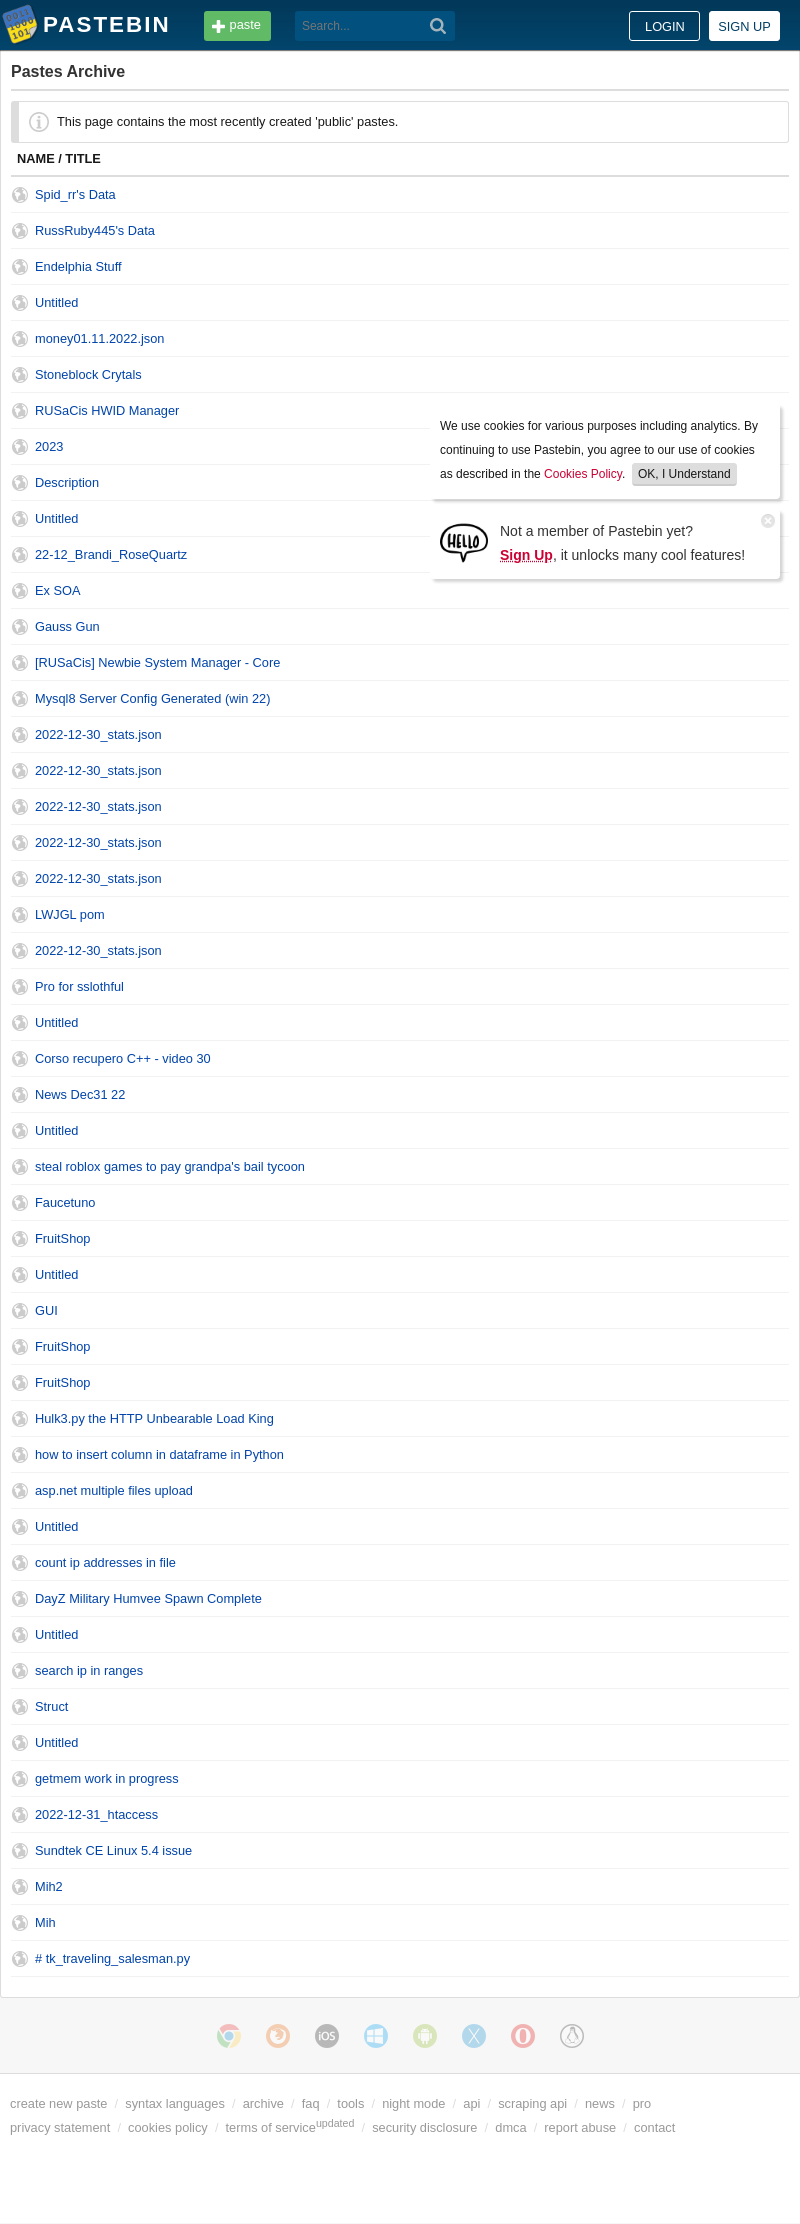 PASTEBIN
paste
Search...
LOGIN
SIGN UP
Pastes Archive
This page contains the most recently created 'public' pastes.
NAME / TITLE
Spid_rr's Data
RussRuby445's Data
Endelphia Stuff
Untitled
money01.11.2022.json
Stoneblock Crytals
RUSaCis HWID Manager
2023
Description
Untitled
22-12_Brandi_RoseQuartz
We use cookies for various purposes including analytics. By
continuing to use Pastebin, you agree to our use of cookies
as described in the Cookies Policy. OK, I Understand
HELLO
Not a member of Pastebin yet?
Sign Up, it unlocks many cool features!
Ex SOA
Gauss Gun
[RUSaCis] Newbie System Manager - Core
Mysql8 Server Config Generated (win 22)
2022-12-30_stats.json
2022-12-30_stats.json
2022-12-30_stats.json
2022-12-30_stats.json
2022-12-30_stats.json
LWJGL pom
2022-12-30_stats.json
Pro for sslothful
Untitled
Corso recupero C++ - video 30
News Dec31 22
Untitled
steal roblox games to pay grandpa's bail tycoon
Faucetuno
FruitShop
Untitled
GUI
FruitShop
FruitShop
Hulk3.py the HTTP Unbearable Load King
how to insert column in dataframe in Python
asp.net multiple files upload
Untitled
count ip addresses in file
DayZ Military Humvee Spawn Complete
Untitled
search ip in ranges
Struct
Untitled
getmem work in progress
2022-12-31_htaccess
Sundtek CE Linux 5.4 issue
Mih2
Mih
# tk_traveling_salesman.py
iOS
create new paste / syntax languages / archive / faq / tools / night mode / api / scraping api / news / pro
privacy statement / cookies policy / terms of service updated / security disclosure / dmca / report abuse / contact